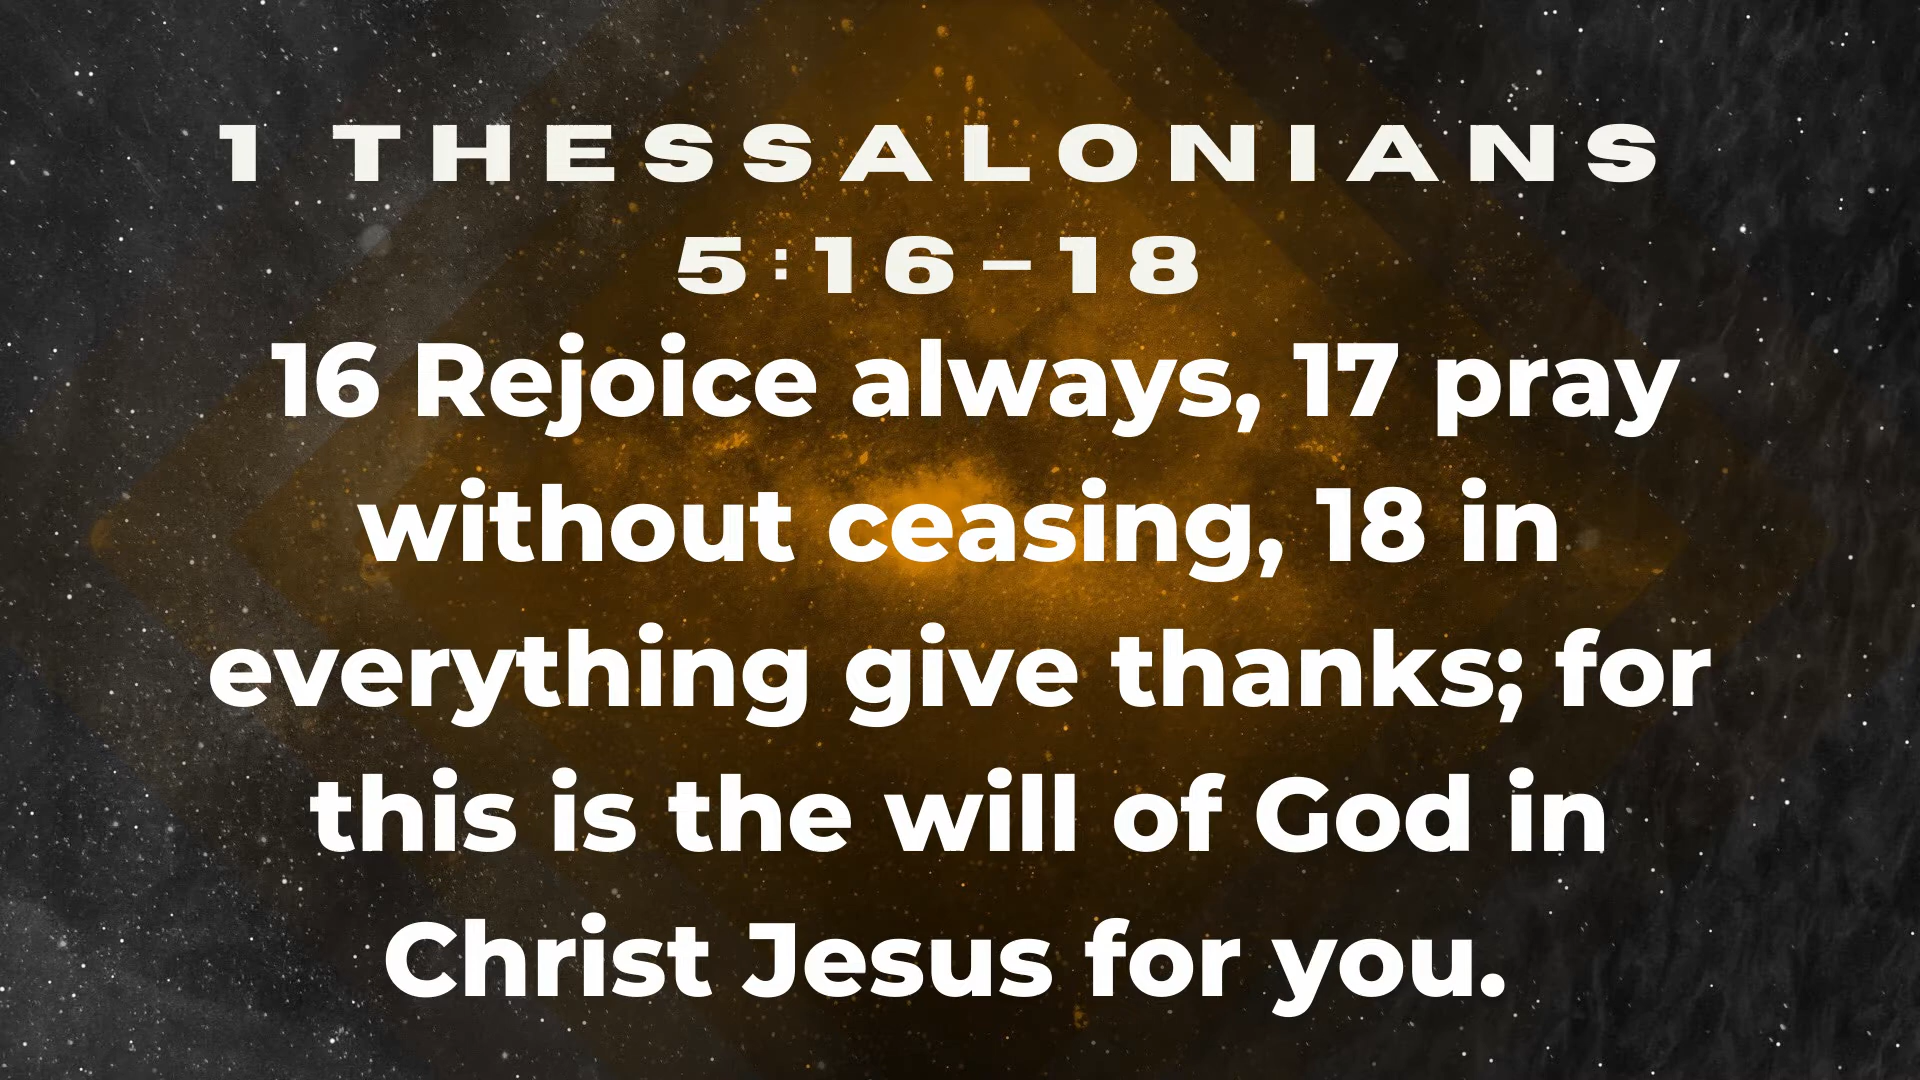 1 THESSALONIANS
5:16–18
16 Rejoice always, 17 pray
without ceasing, 18 in
everything give thanks; for
this is the will of God in
Christ Jesus for you.